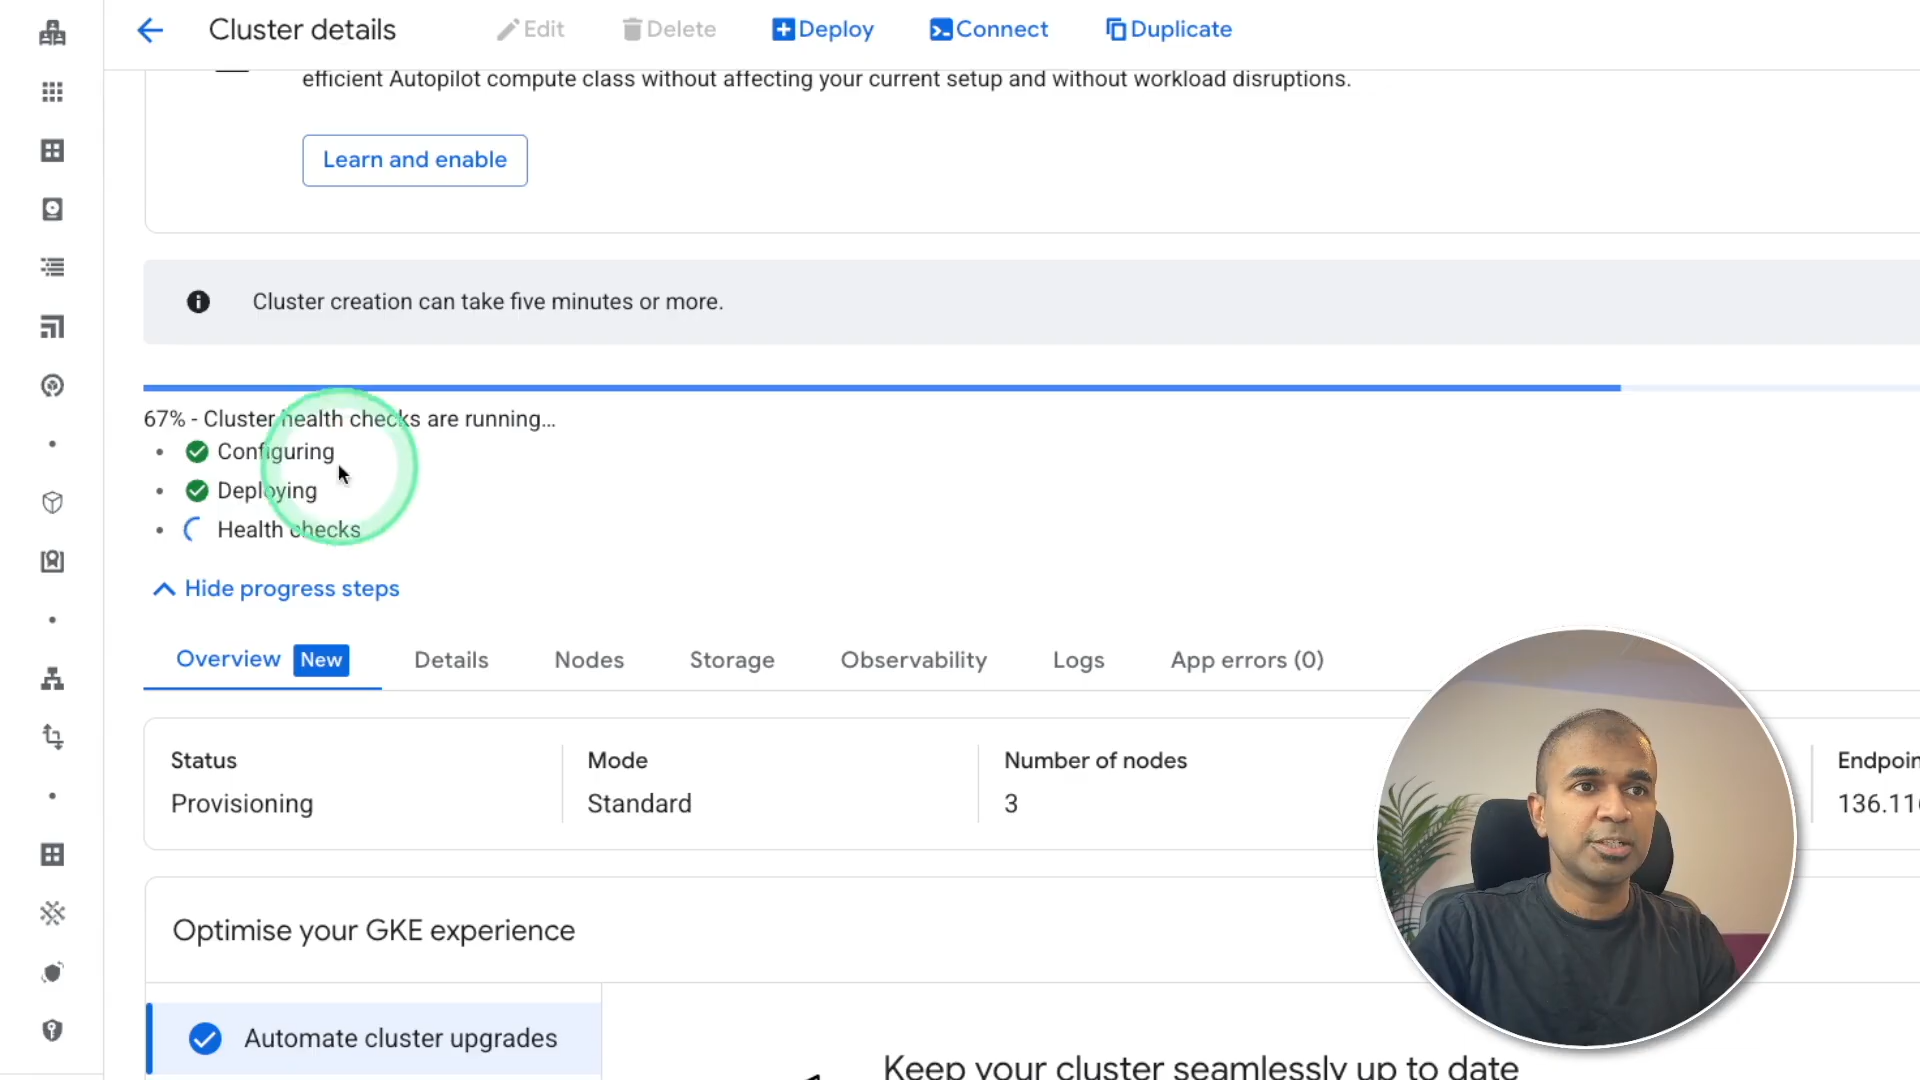 Cluster details
Edit
Delete
Deploy
Connect
Duplicate
efficient Autopilot compute class without affecting your current setup and without workload disruptions.
Learn and enable
Cluster creation can take five minutes or more.
67% - Cluster health checks are running...
Configuring
Deploying
Health checks
Hide progress steps
Overview New
Details
Nodes
Storage
Observability
Logs
App errors (0)
Status
Provisioning
Mode
Standard
Number of nodes
3
136.11
Optimise your GKE experience
Automate cluster upgrades
Keep your cluster seamlessly up to date